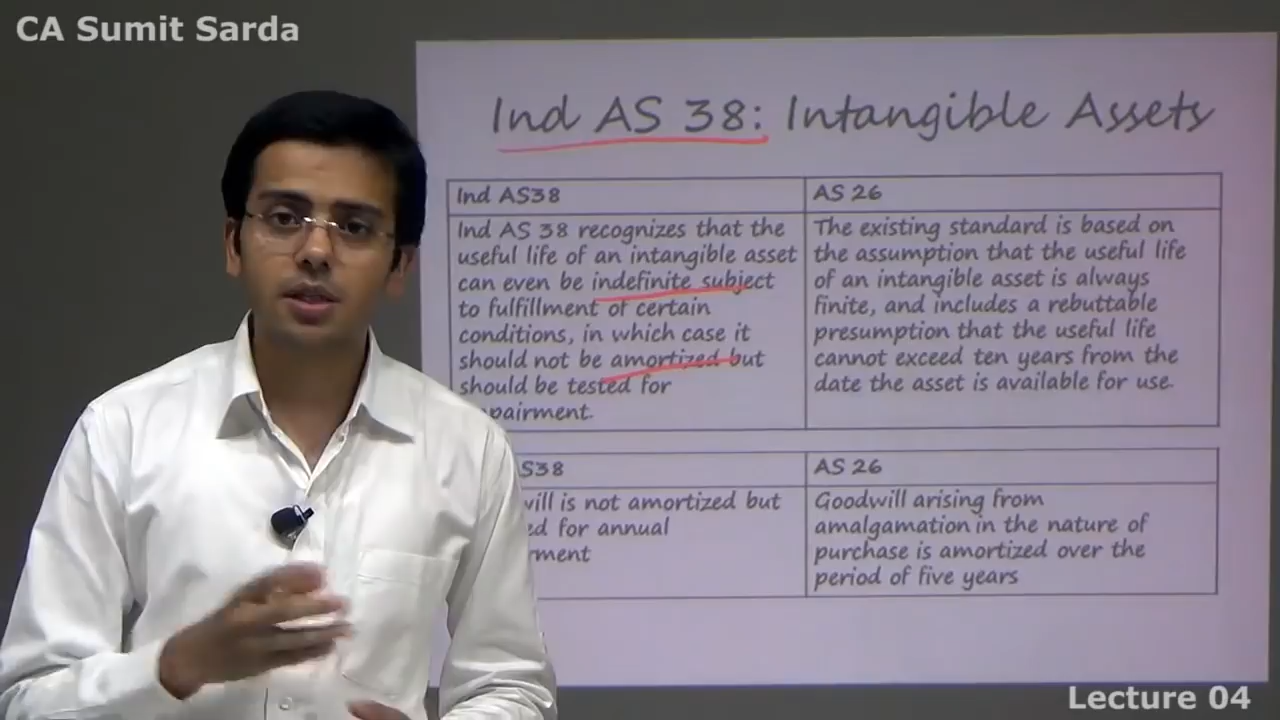 CA Sumit Sarda
Ind AS 38: Intangible Assets
Ind AS38
AS 26
Ind AS 38 recognizes that the
useful life of an intangible asset
can even be indefinite subject
to fulfillment of certain
conditions, in which case it
should not be amortized but
should be tested for
pairment.
The existing standard is based on
the assumption that the useful life
of an intangible asset is always
finite, and includes a rebuttable
presumption that the useful life
cannot exceed ten years from the
date the asset is available for use.
S38
AS 26
will is not amortized but
ed for annual
rment
Goodwill arising from
amalgamation in the nature of
purchase is amortized over the
period of five years
Lecture 04